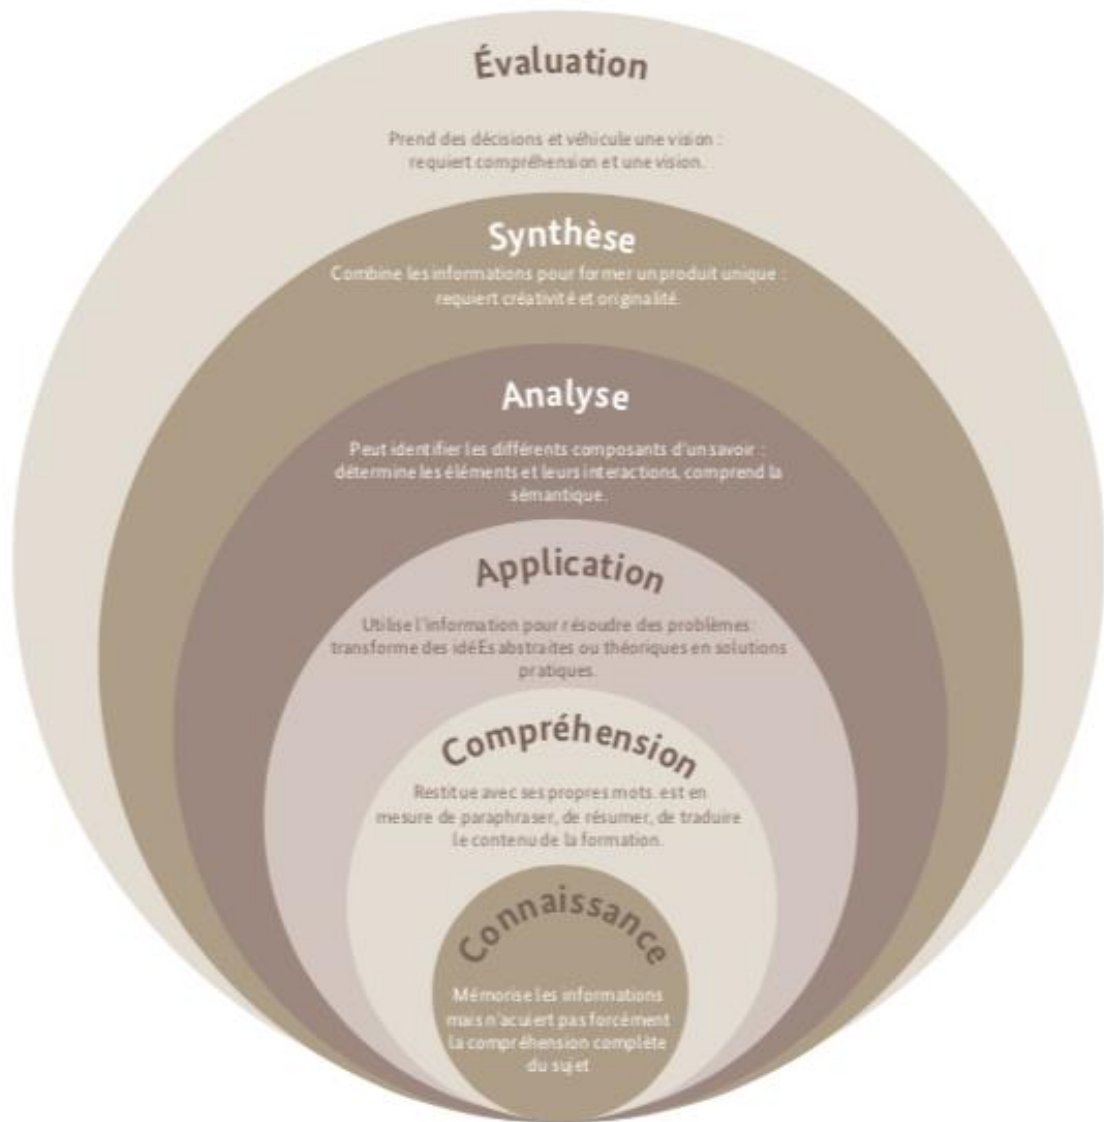 Évaluation
Prend des décisions et véhicule une vision :
requiert compréhension et une vision.
Synthèse
Combine les informations pour former un produit unique :
requiert créativité et originalité.
Analyse
Peut identifier les différents composants d'un savoir :
détermine les éléments et leurs interactions, comprend la
sémantique.
Application
Utilise l'information pour résoudre des problèmes:
transforme des idéEs abstraites ou théoriques en solutions
pratiques.
Compréhension
Restitue avec ses propres mots. est en
mesure de paraphraser, de résumer, de traduire
le contenu de la formation.
Connaissance
Mémorise les informations
mais n'acuiert pas forcément
la compréhension complète
du sujet